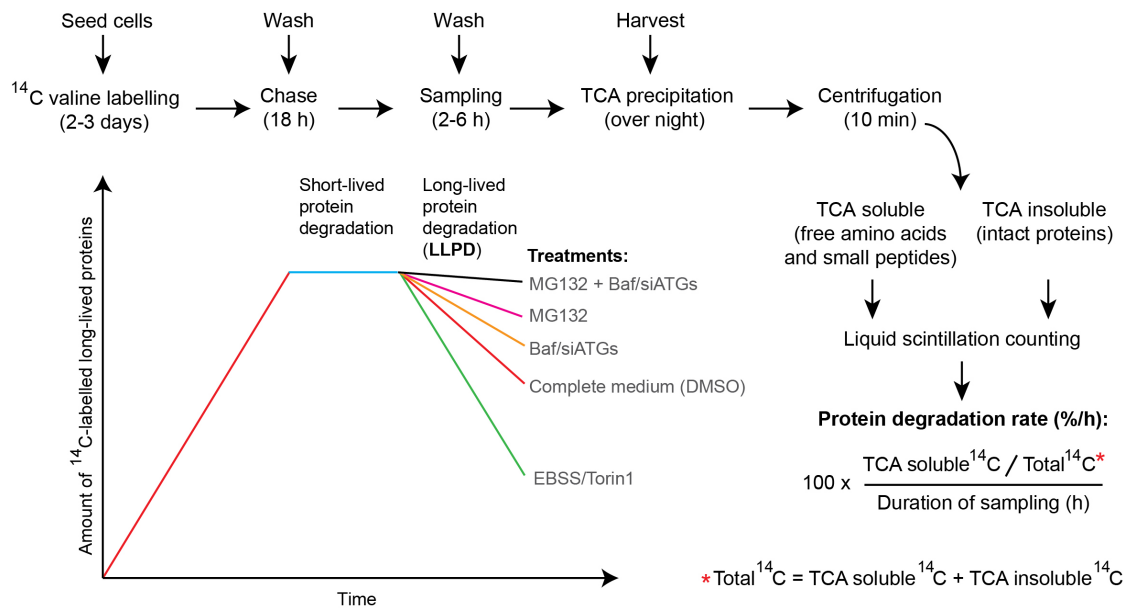 Seed cells
Wash
Wash
Harvest
14C valine labelling
(2-3 days)
Chase
(18 h)
Sampling
(2-6 h)
TCA precipitation
(over night)
Centrifugation
(10 min)
Short-lived
protein
degradation
Long-lived
protein
degradation
(LLPD)
Treatments:
MG132 + Baf/siATGs
MG132
Baf/siATGs
Complete medium (DMSO)
EBSS/Torin1
Amount of 14C-labelled long-lived proteins
Time
TCA soluble
(free amino acids
and small peptides)
TCA insoluble
(intact proteins)
Liquid scintillation counting
Protein degradation rate (%/h):
100 x
TCA soluble 14C / Total 14C*
Duration of sampling (h)
*Total 14C = TCA soluble 14C + TCA insoluble 14C